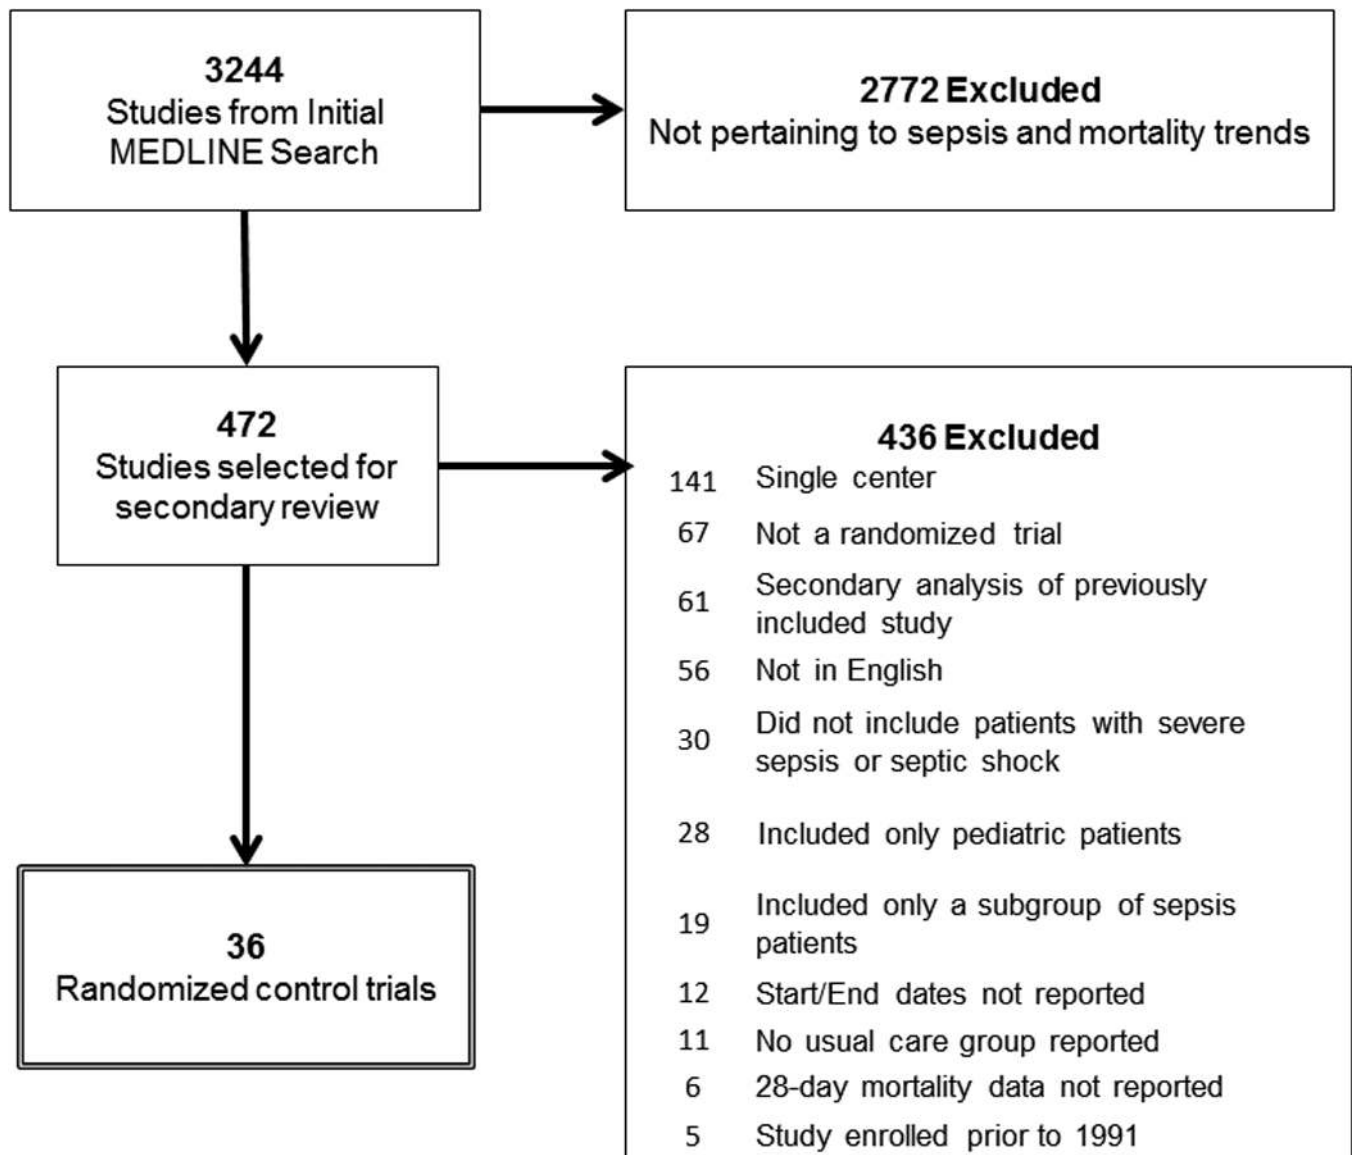 3244
Studies from Initial
MEDLINE Search
2772 Excluded
Not pertaining to sepsis and mortality trends
472
Studies selected for
secondary review
436 Excluded
141 Single center
67 Not a randomized trial
61 Secondary analysis of previously
included study
56 Not in English
30 Did not include patients with severe
sepsis or septic shock
28 Included only pediatric patients
19 Included only a subgroup of sepsis
patients
12 Start/End dates not reported
11 No usual care group reported
6 28-day mortality data not reported
5 Study enrolled prior to 1991
36
Randomized control trials